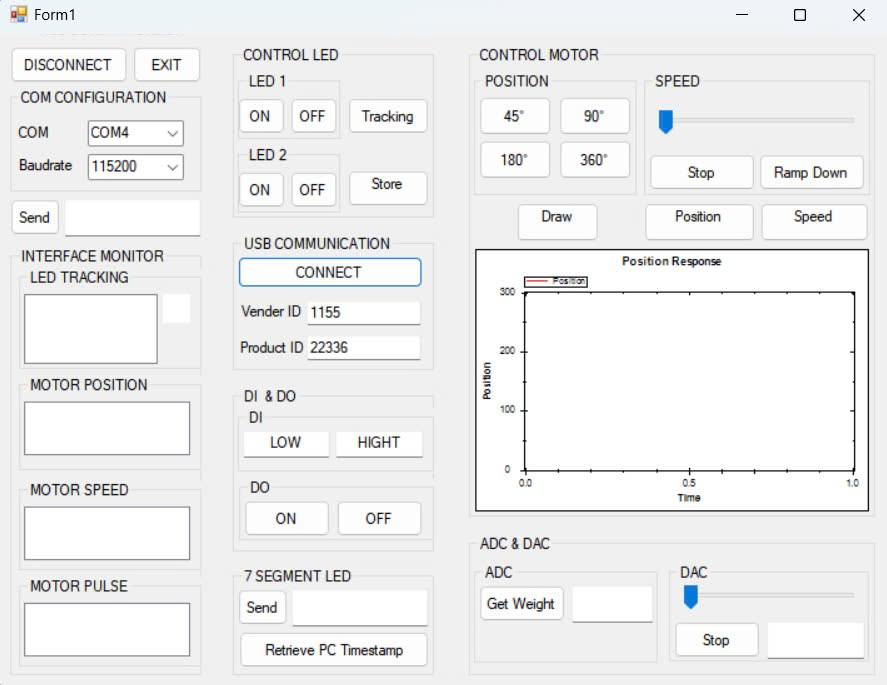 Form1
DISCONNECT
EXIT
COM CONFIGURATION
COM
COM4
Baudrate
115200
Send
INTERFACE MONITOR
LED TRACKING
MOTOR POSITION
MOTOR SPEED
MOTOR PULSE
CONTROL LED
LED 1
ON
OFF
Tracking
LED 2
ON
OFF
Store
USB COMMUNICATION
CONNECT
Vender ID
1155
Product ID
22336
DI & DO
DI
LOW
HIGHT
DO
ON
OFF
7 SEGMENT LED
Send
Retrieve PC Timestamp
CONTROL MOTOR
POSITION
45°
90°
180°
360°
SPEED
Stop
Ramp Down
Draw
Position
Speed
Position Response
Position
300
200
100
0
Position
0.0
0.5
1.0
Time
ADC & DAC
ADC
Get Weight
DAC
Stop